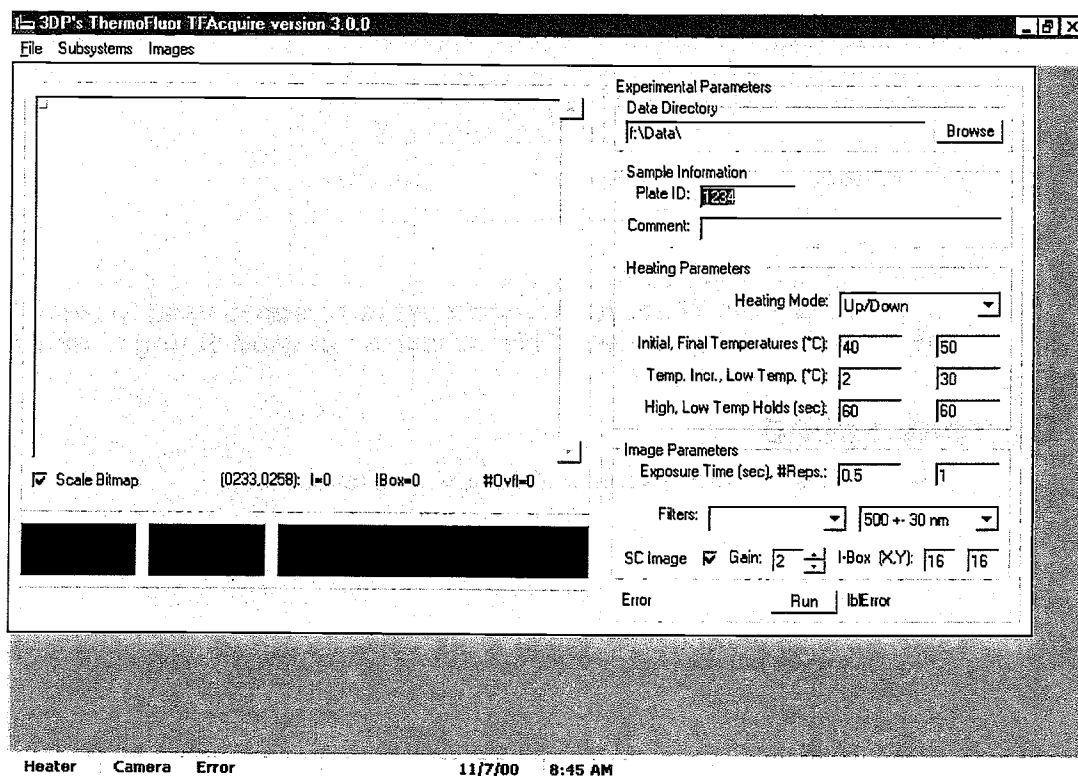 3DP's ThermoFluor TFAcquire version 3.0.0
File Subsystems Images
Experimental Parameters
Data Directory
f:\Data\ Browse
Sample Information
Plate ID: 1234
Comment:
Heating Parameters
Heating Mode: Up/Down
Initial, Final Temperatures (°C): 40 50
Temp. Incr., Low Temp. (°C): 2 30
High, Low Temp Holds (sec): 60 60
Image Parameters
Exposure Time (sec), #Reps.: 0.5 1
Scale Bitmap (0233,0258): I=0 IBox=0 #Ovfl=0
Filters: 500 +- 30 nm
SC Image Gain: 2 I-Box (X,Y): 16 16
Error Run lblError
Heater Camera Error 11/7/00 8:45 AM